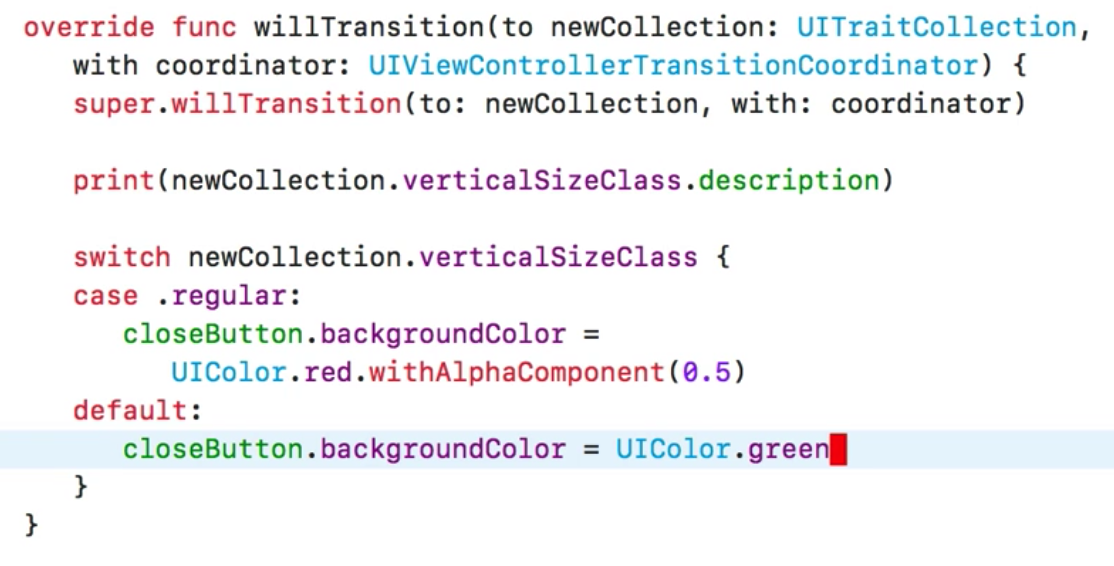 override func willTransition(to newCollection: UITraitCollection,
with coordinator: UIViewControllerTransitionCoordinator) {
super.willTransition(to: newCollection, with: coordinator)
print(newCollection.verticalSizeClass.description)
switch newCollection.verticalSizeClass {
case .regular:
closeButton.backgroundColor =
UIColor.red.withAlphaComponent(0.5)
default:
closeButton.backgroundColor = UIColor.green
}
}